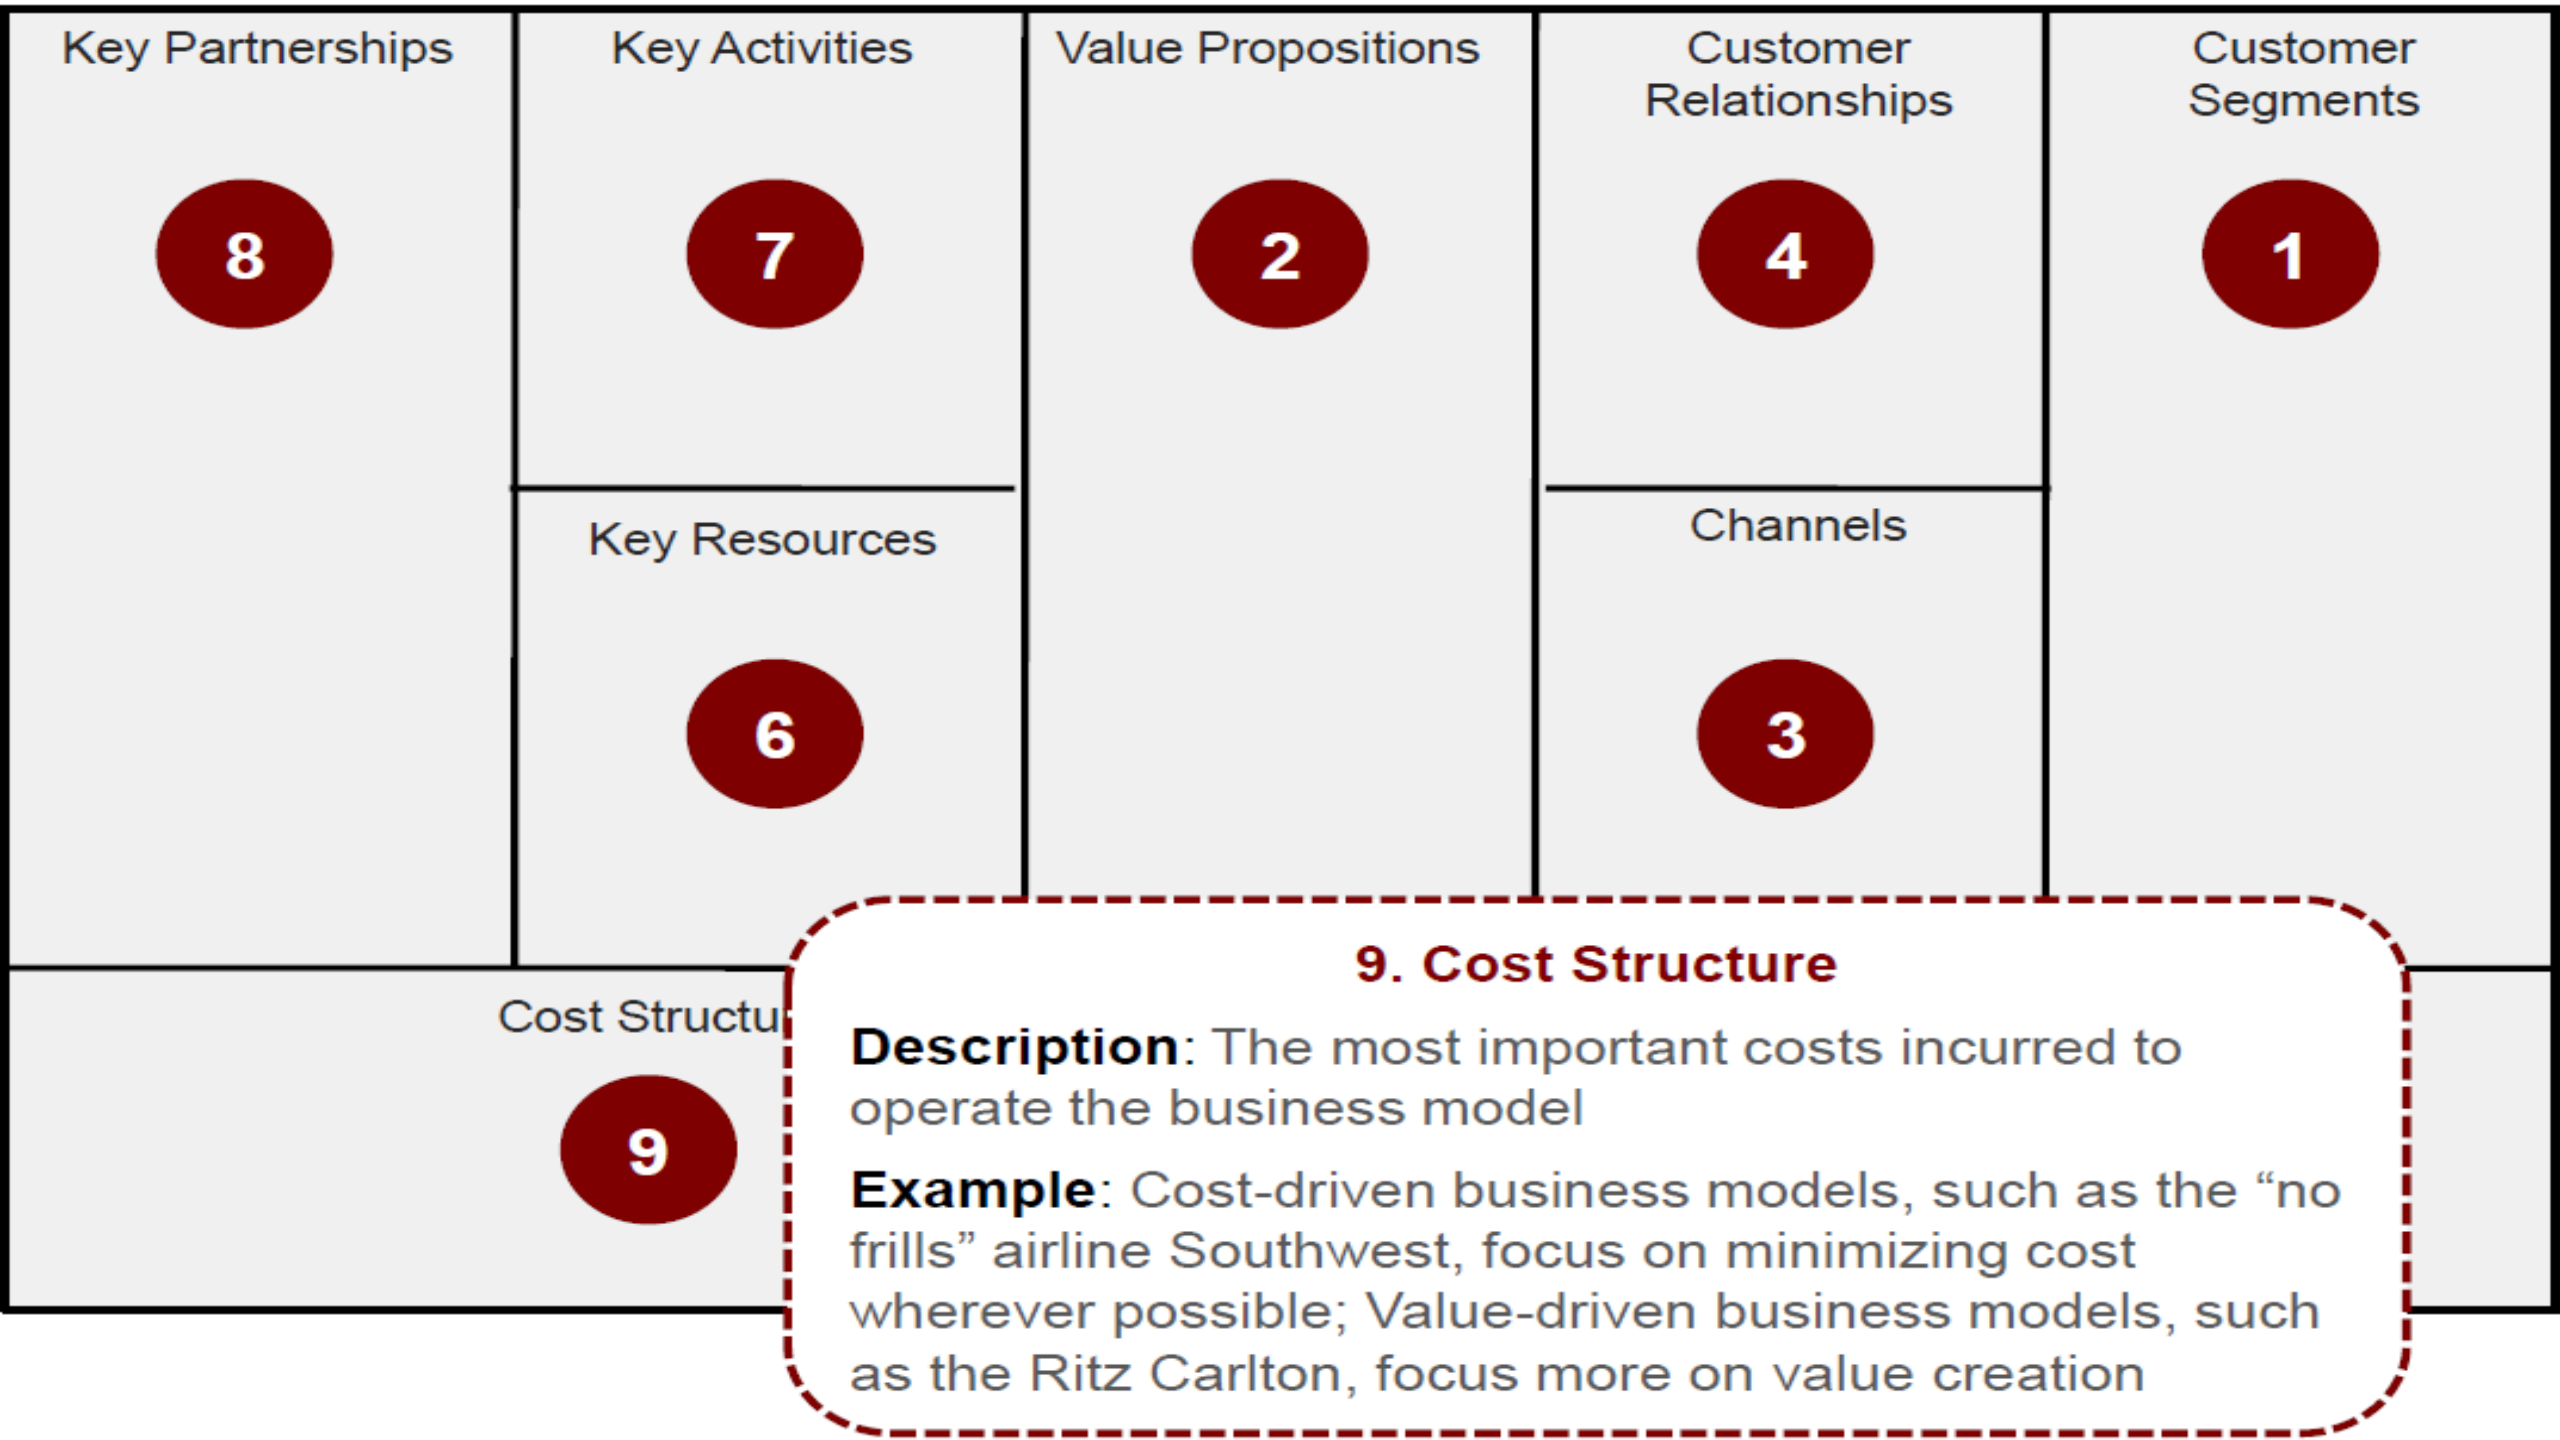 Key Partnerships
8
Key Activities
7
Key Resources
6
Value Propositions
2
Customer
Relationships
4
Channels
3
Customer
Segments
1
Cost Structu
9
9. Cost Structure
Description: The most important costs incurred to
operate the business model
Example: Cost-driven business models, such as the “no
frills” airline Southwest, focus on minimizing cost
wherever possible; Value-driven business models, such
as the Ritz Carlton, focus more on value creation